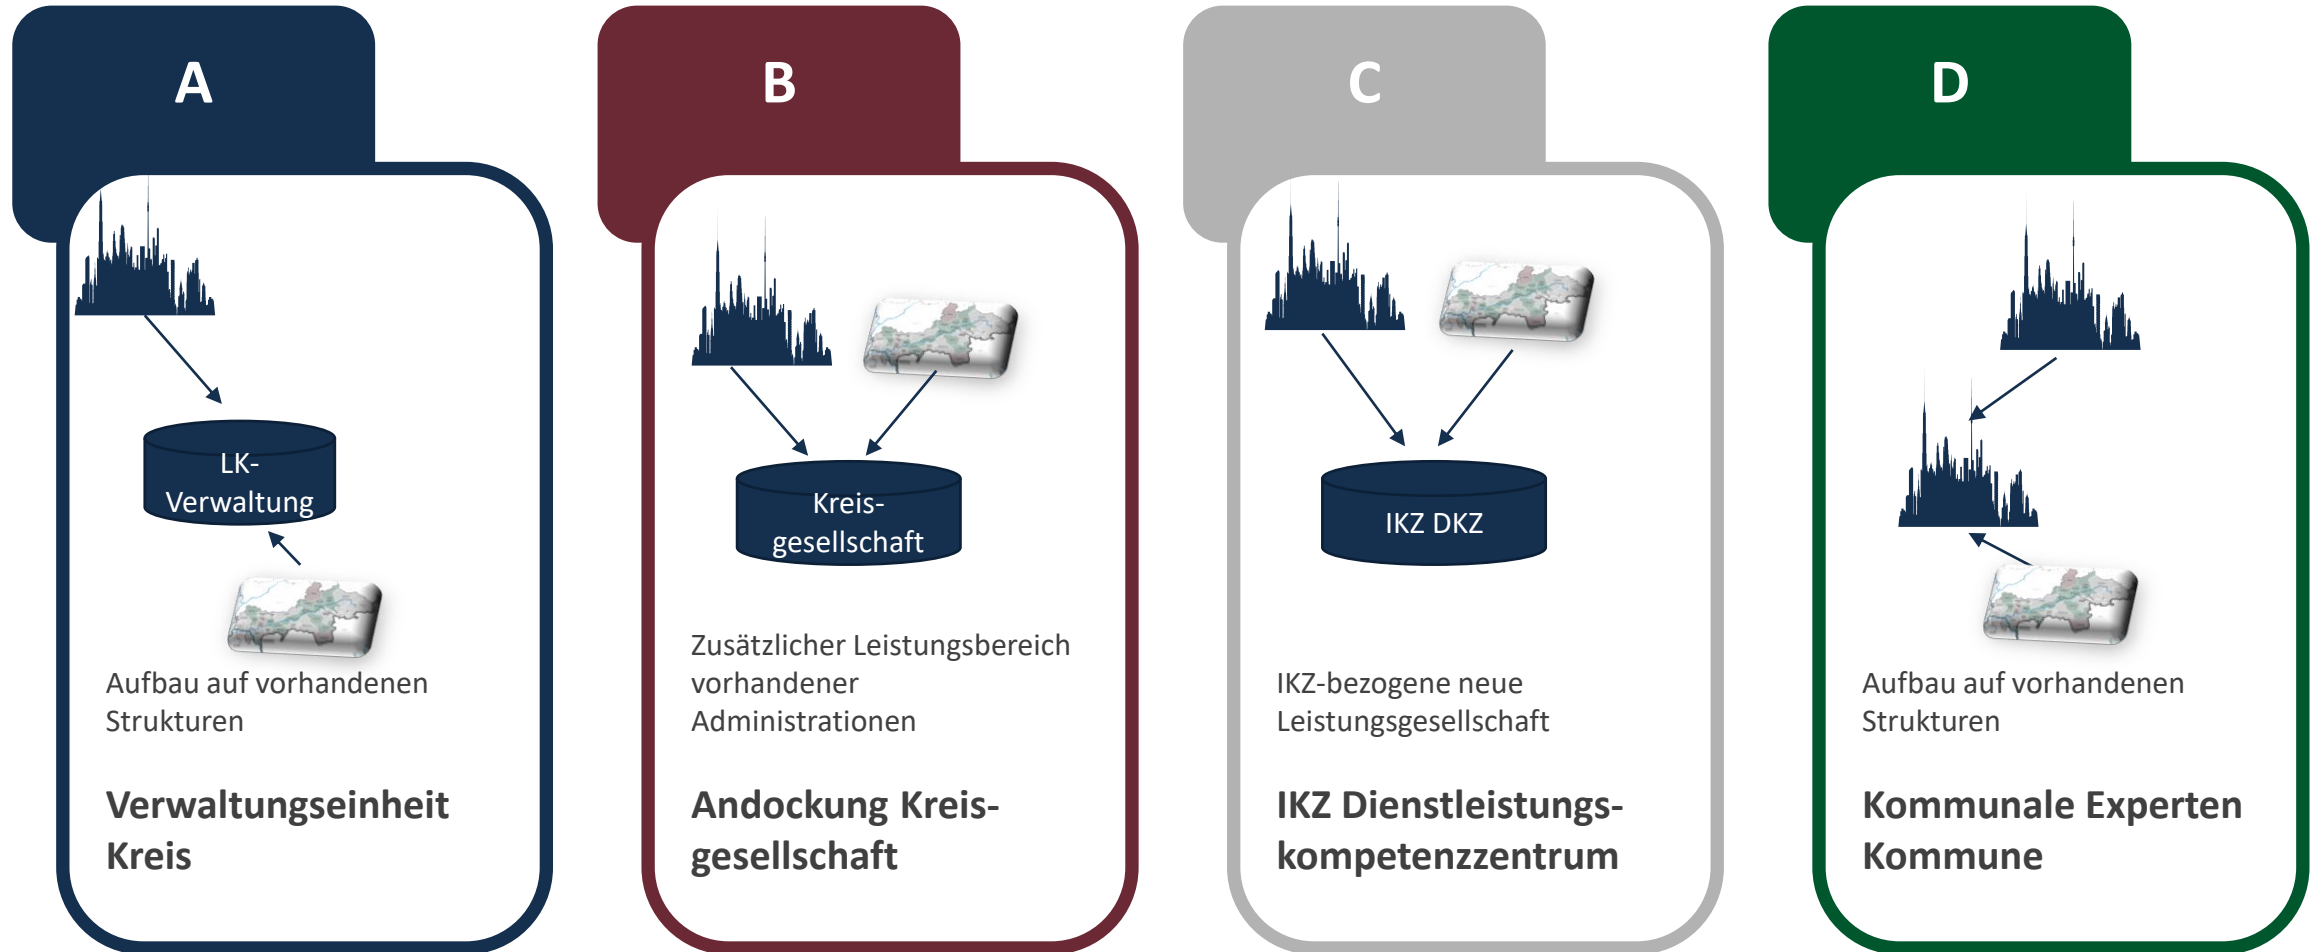 A
LK-
Verwaltung
Aufbau auf vorhandenen
Strukturen
Verwaltungseinheit
Kreis
B
Kreis-
gesellschaft
Zusätzlicher Leistungsbereich
vorhandener
Administrationen
Andockung Kreis-
gesellschaft
C
IKZ DKZ
IKZ-bezogene neue
Leistungsgesellschaft
IKZ Dienstleistungs-
kompetenzzentrum
D
Aufbau auf vorhandenen
Strukturen
Kommunale Experten
Kommune